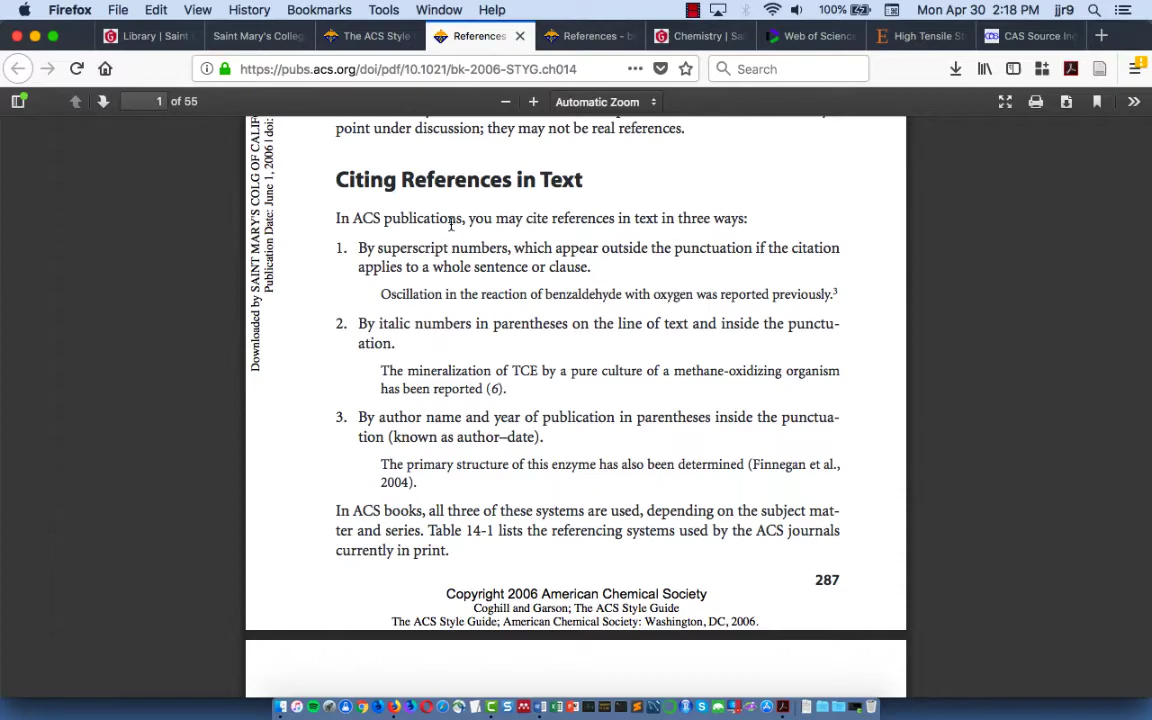 Firefox File Edit View History Bookmarks Tools Window Help 100% Mon Apr 30 2:18 PM jjr9
Library | Saint Saint Mary's Colleg The ACS Style References References - b Chemistry | Sai Web of Science High Tensile St CAS Source Ind
https://pubs.acs.org/doi/pdf/10.1021/bk-2006-STYG.ch014 Search
1 of 55 Automatic Zoom
point under discussion; they may not be real references.
Downloaded by SAINT MARY'S COLG OF CALIF
Publication Date: June 1, 2006 | doi:
Citing References in Text
In ACS publications, you may cite references in text in three ways:
1. By superscript numbers, which appear outside the punctuation if the citation
applies to a whole sentence or clause.
Oscillation in the reaction of benzaldehyde with oxygen was reported previously.³
2. By italic numbers in parentheses on the line of text and inside the punctu-
ation.
The mineralization of TCE by a pure culture of a methane-oxidizing organism
has been reported (6).
3. By author name and year of publication in parentheses inside the punctua-
tion (known as author–date).
The primary structure of this enzyme has also been determined (Finnegan et al.,
2004).
In ACS books, all three of these systems are used, depending on the subject mat-
ter and series. Table 14-1 lists the referencing systems used by the ACS journals
currently in print.
287
Copyright 2006 American Chemical Society
Coghill and Garson; The ACS Style Guide
The ACS Style Guide; American Chemical Society: Washington, DC, 2006.